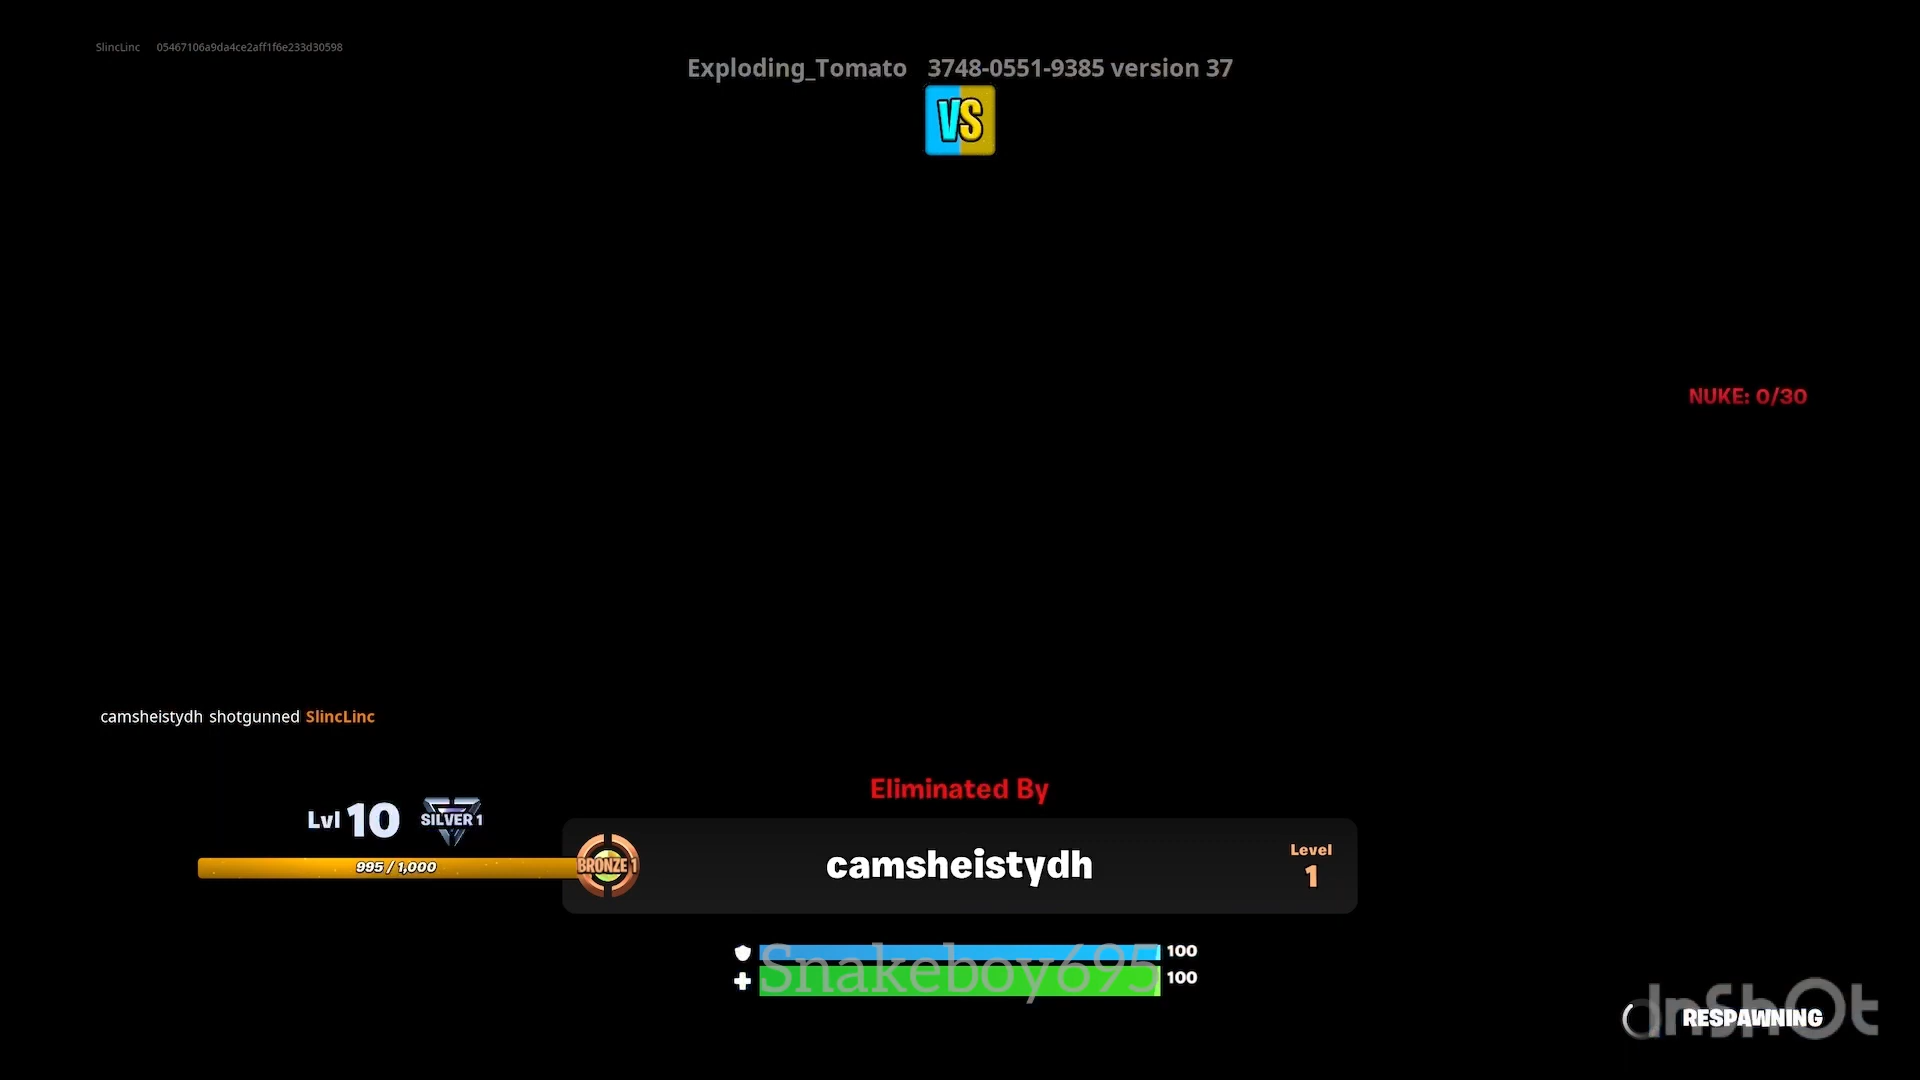 SlincLinc 05467106a9da4ce2aff1f6e233d30598
Exploding_Tomato 3748-0551-9385 version 37
VS
NUKE: 0/30
camsheistydh shotgunned SlincLinc
Eliminated By
Lvl 10 SILVER 1
995 / 1,000
BRONZE 1
camsheistydh
Level
1
100
Snakeboy695
100
InShOt
RESPAWNING